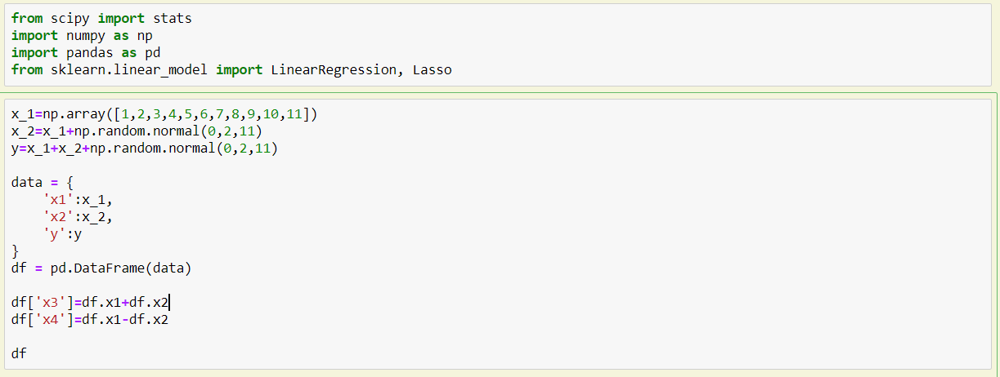 from scipy import stats
import numpy as np
import pandas as pd
from sklearn.linear_model import LinearRegression, Lasso
x_1=np.array([1,2,3,4,5,6,7,8,9,10,11])
x_2=x_1+np.random.normal(0,2,11)
y=x_1+x_2+np.random.normal(0,2,11)
data = {
    'x1':x_1,
    'x2':x_2,
    'y':y
}
df = pd.DataFrame(data)
df['x3']=df.x1+df.x2
df['x4']=df.x1-df.x2
df